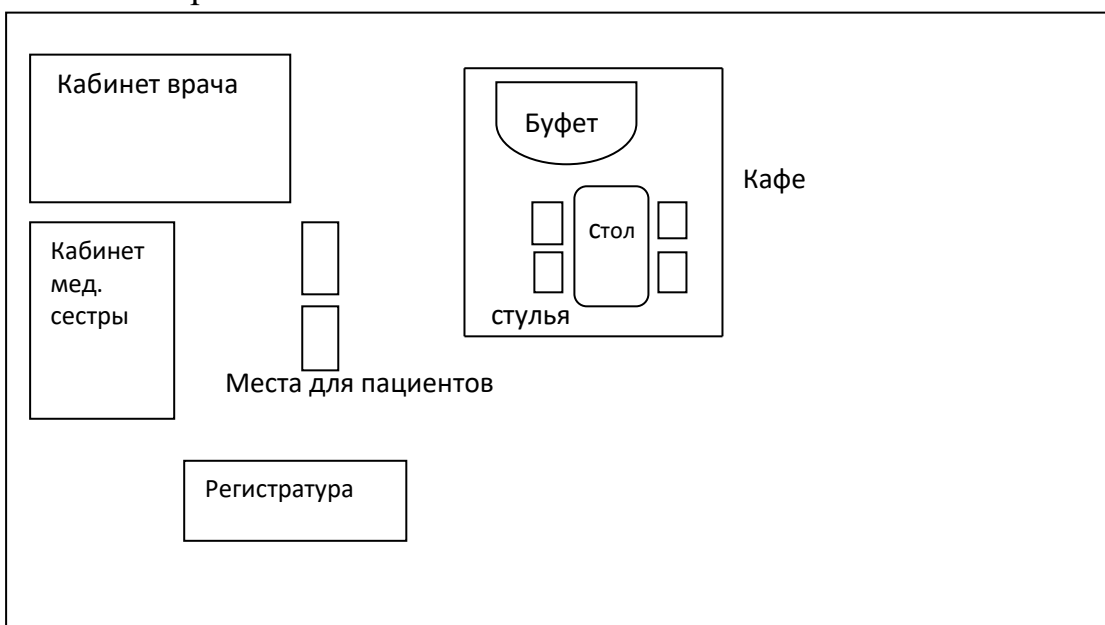 Кабинет врача
Буфет
Кафе
стол
Кабинет
мед.
сестры
стулья
Места для пациентов
Регистратура